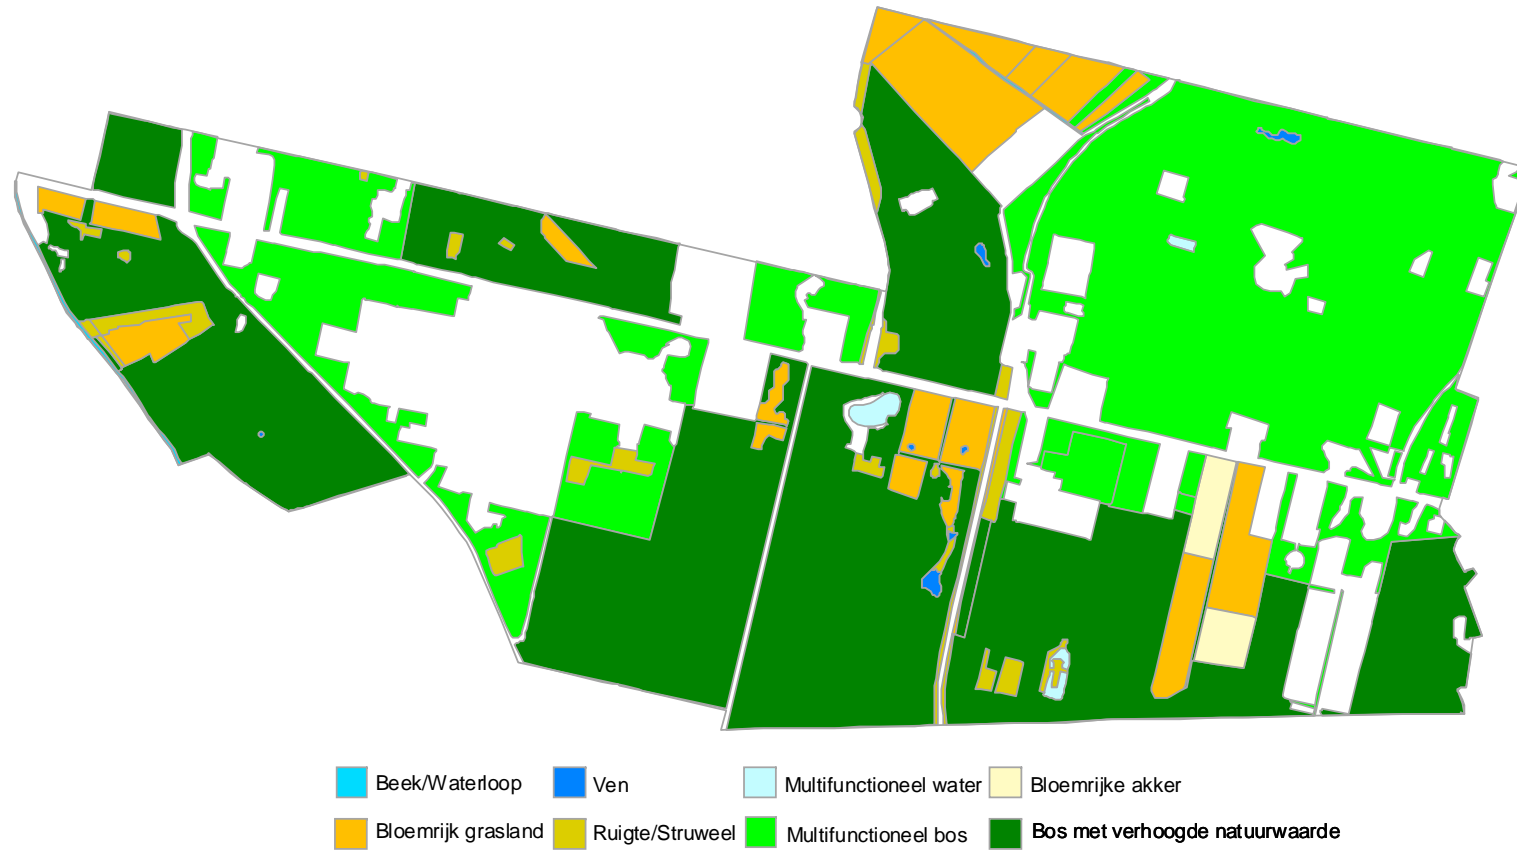 Beek/Waterloop Ven Multifunctioneel water Bloemrijke akker
Bloemrijk grasland Ruigte/Struweel Multifunctioneel bos Bos met verhoogde natuurwaarde